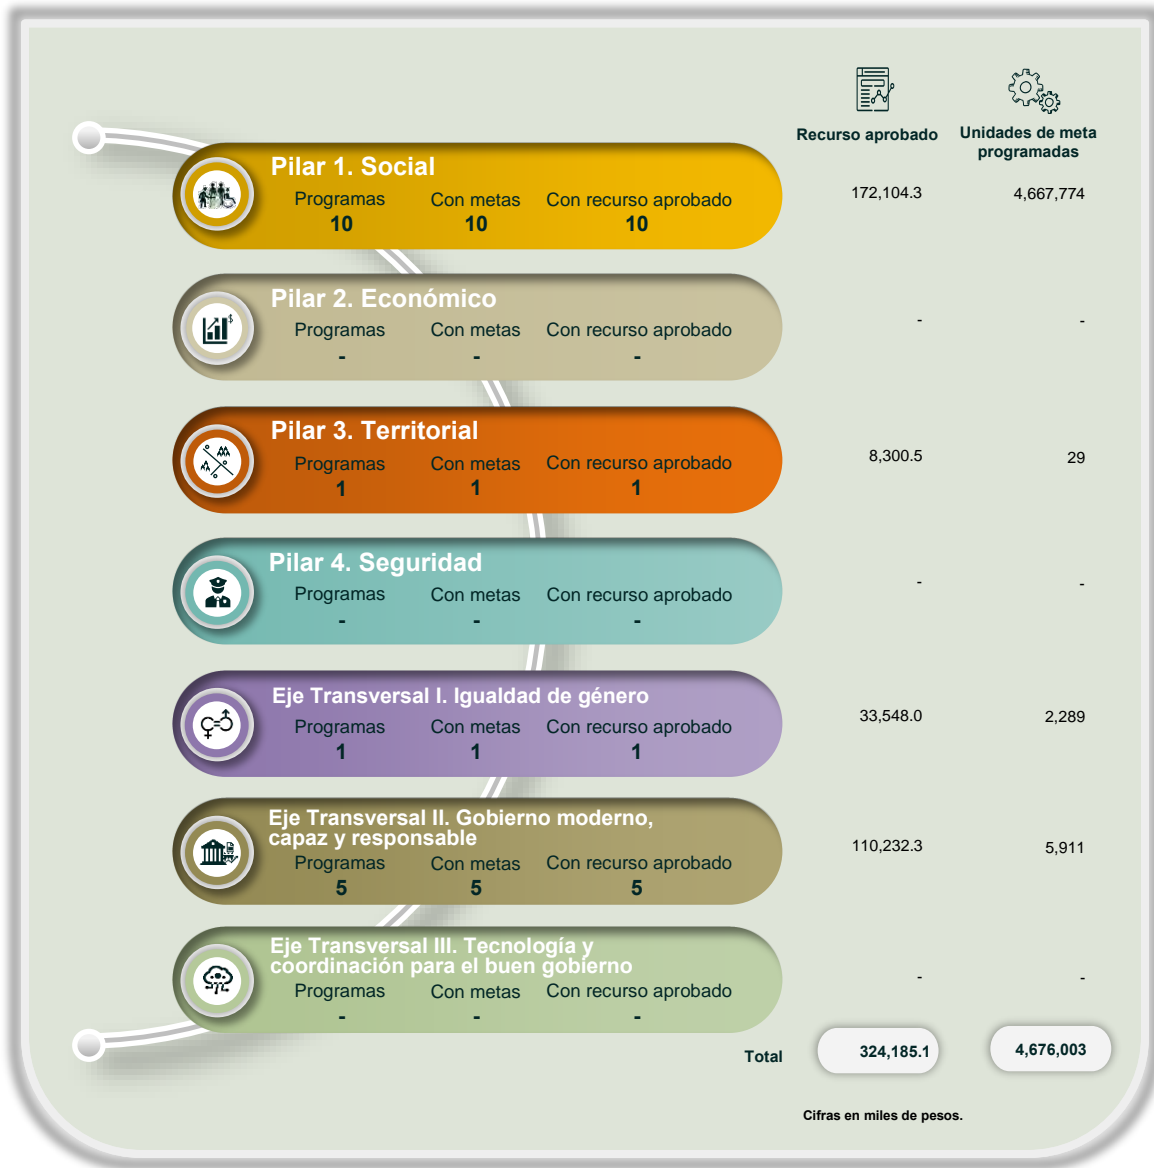 Recurso aprobado
Unidades de meta
programadas
Pilar 1. Social
Programas Con metas Con recurso aprobado
10 10 10
172,104.3 4,667,774
Pilar 2. Económico
Programas Con metas Con recurso aprobado
- - -
- -
Pilar 3. Territorial
Programas Con metas Con recurso aprobado
1 1 1
8,300.5 29
Pilar 4. Seguridad
Programas Con metas Con recurso aprobado
- - -
- -
Eje Transversal I. Igualdad de género
Programas Con metas Con recurso aprobado
1 1 1
33,548.0 2,289
Eje Transversal II. Gobierno moderno,
capaz y responsable
Programas Con metas Con recurso aprobado
5 5 5
110,232.3 5,911
Eje Transversal III. Tecnología y
coordinación para el buen gobierno
Programas Con metas Con recurso aprobado
- - -
- -
Total 324,185.1 4,676,003
Cifras en miles de pesos.